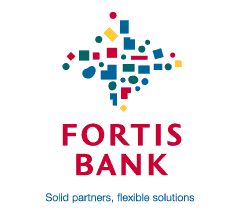 FORTIS
BANK
Solid partners, flexible solutions